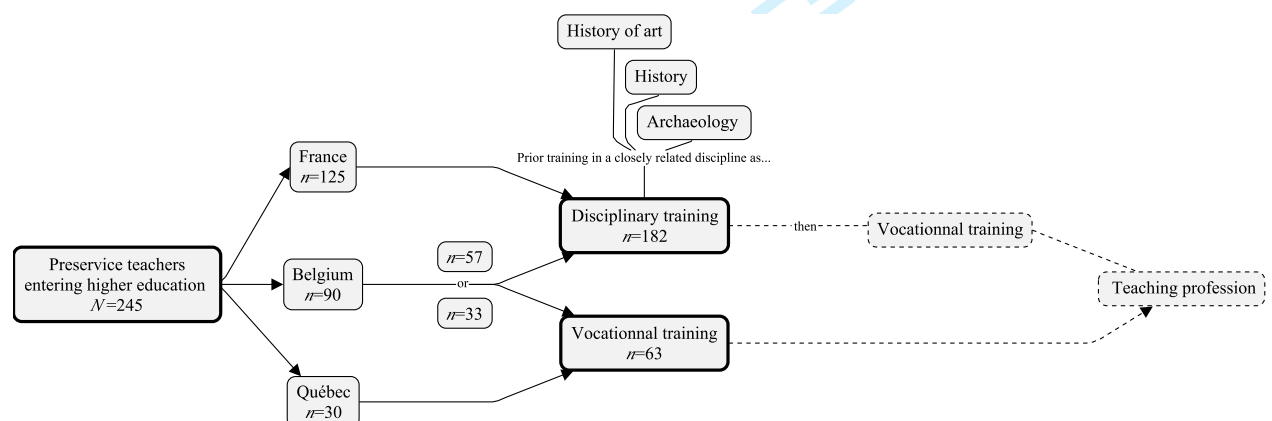 History of art
History
Archaeology
Prior training in a closely related discipline as...
France
n=125
Disciplinary training
n=182
then
Vocationnal training
Preservice teachers
entering higher education
N=245
Belgium
n=90
n=57
or
n=33
Teaching profession
Vocationnal training
n=63
Québec
n=30